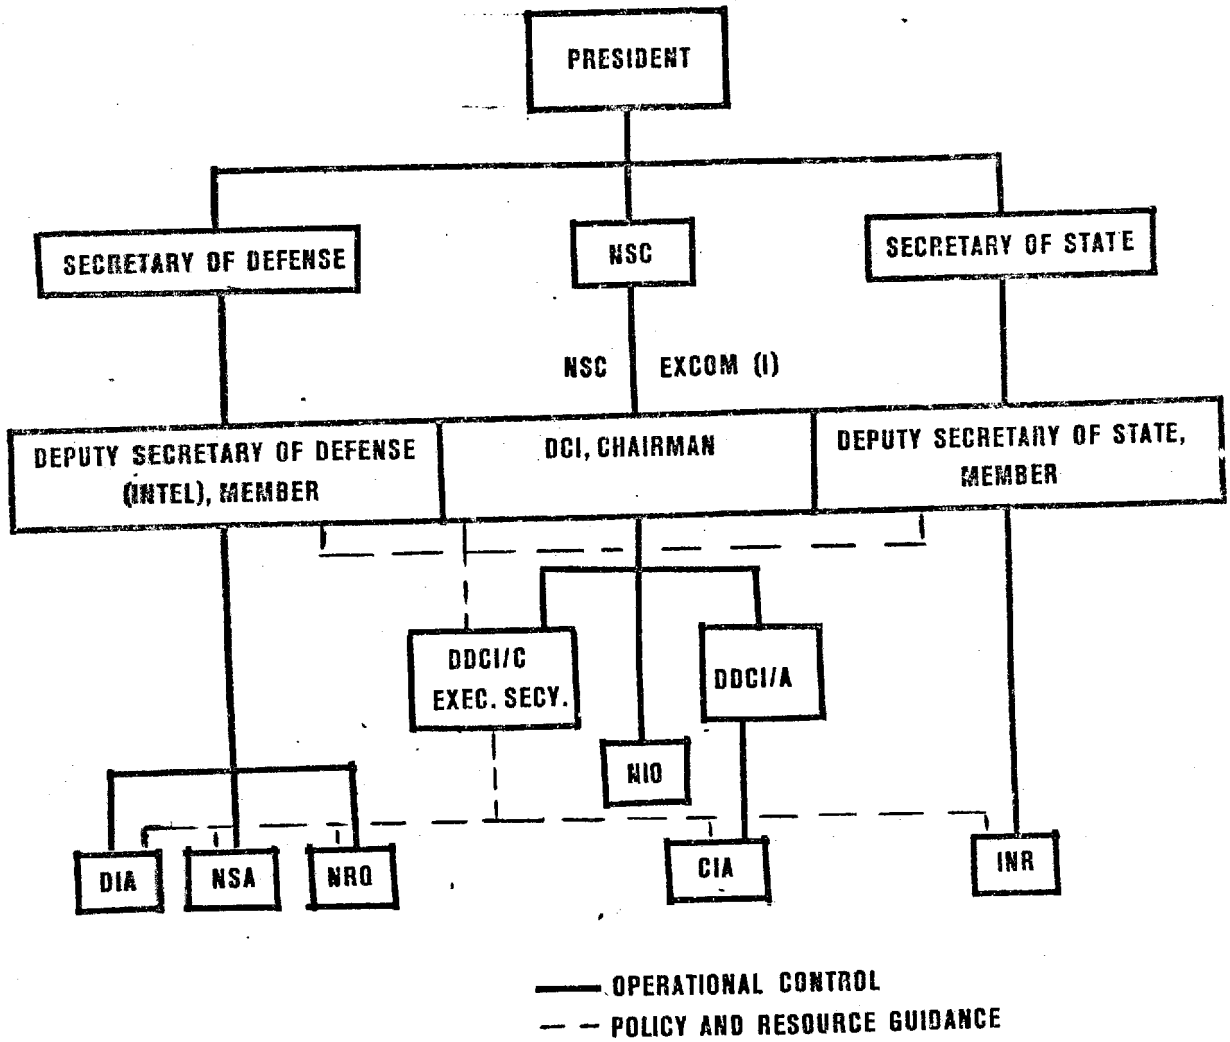 PRESIDENT
SECRETARY OF DEFENSE
NSC
SECRETARY OF STATE
NSC EXCOM (I)
DEPUTY SECRETARY OF DEFENSE
(INTEL), MEMBER
DCI, CHAIRMAN
DEPUTY SECRETARY OF STATE,
MEMBER
DDCI/C
EXEC. SECY.
DDCI/A
NIO
DIA
NSA
NRO
CIA
INR
OPERATIONAL CONTROL
POLICY AND RESOURCE GUIDANCE